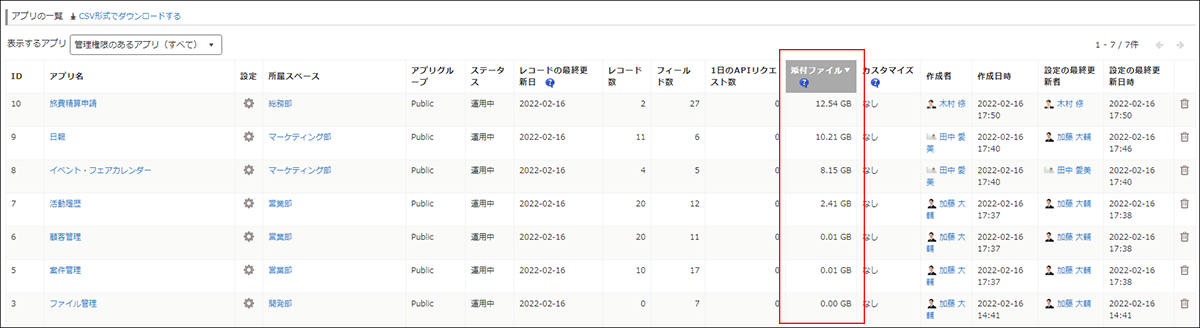 アプリの一覧 CSV形式でダウンロードする
表示するアプリ 管理権限のあるアプリ（すべて） ▼
1 - 7 / 7件
ID アプリ名 設定 所属スペース アプリグループ ステータス レコードの最終更新日 ? レコード数 フィールド数 1日のAPIリクエスト数 添付ファイル▼ ? カスタマイズ ? 作成者 作成日時 設定の最終更新者 設定の最終更新日時
10 旅費精算申請 総務部 Public 運用中 2022-02-16 2 27 0 12.54 GB なし 木村 修 2022-02-16 17:50 木村 修 2022-02-16 17:50
9 日報 マーケティング部 Public 運用中 2022-02-16 11 6 0 10.21 GB なし 田中 愛美 2022-02-16 17:40 加藤 大輔 2022-02-16 17:46
8 イベント・フェアカレンダー マーケティング部 Public 運用中 2022-02-16 4 5 0 8.15 GB なし 田中 愛美 2022-02-16 17:40 田中 愛美 2022-02-16 17:40
7 活動履歴 営業部 Public 運用中 2022-02-16 20 12 0 2.41 GB なし 加藤 大輔 2022-02-16 17:37 加藤 大輔 2022-02-16 17:38
6 顧客管理 営業部 Public 運用中 2022-02-16 20 11 0 0.01 GB なし 加藤 大輔 2022-02-16 17:37 加藤 大輔 2022-02-16 17:38
5 案件管理 営業部 Public 運用中 2022-02-16 10 17 0 0.01 GB なし 加藤 大輔 2022-02-16 17:37 加藤 大輔 2022-02-16 17:38
3 ファイル管理 開発部 Public 運用中 2022-02-16 0 7 0 0.00 GB なし 加藤 大輔 2022-02-16 14:41 加藤 大輔 2022-02-16 14:41